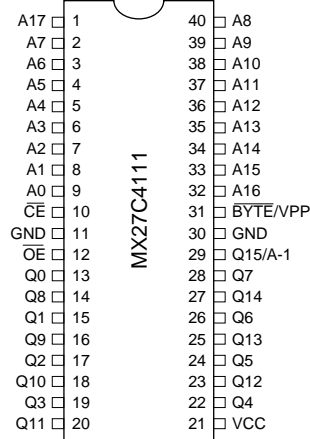 A17 1 40 A8
A7 2 39 A9
A6 3 38 A10
A5 4 37 A11
A4 5 36 A12
A3 6 35 A13
A2 7 34 A14
A1 8 33 A15
A0 9 32 A16
C̅E̅ 10 31 B̅Y̅T̅E̅/VPP
GND 11 30 GND
O̅E̅ 12 29 Q15/A-1
Q0 13 28 Q7
Q8 14 27 Q14
Q1 15 26 Q6
Q9 16 25 Q13
Q2 17 24 Q5
Q10 18 23 Q12
Q3 19 22 Q4
Q11 20 21 VCC
MX27C4111